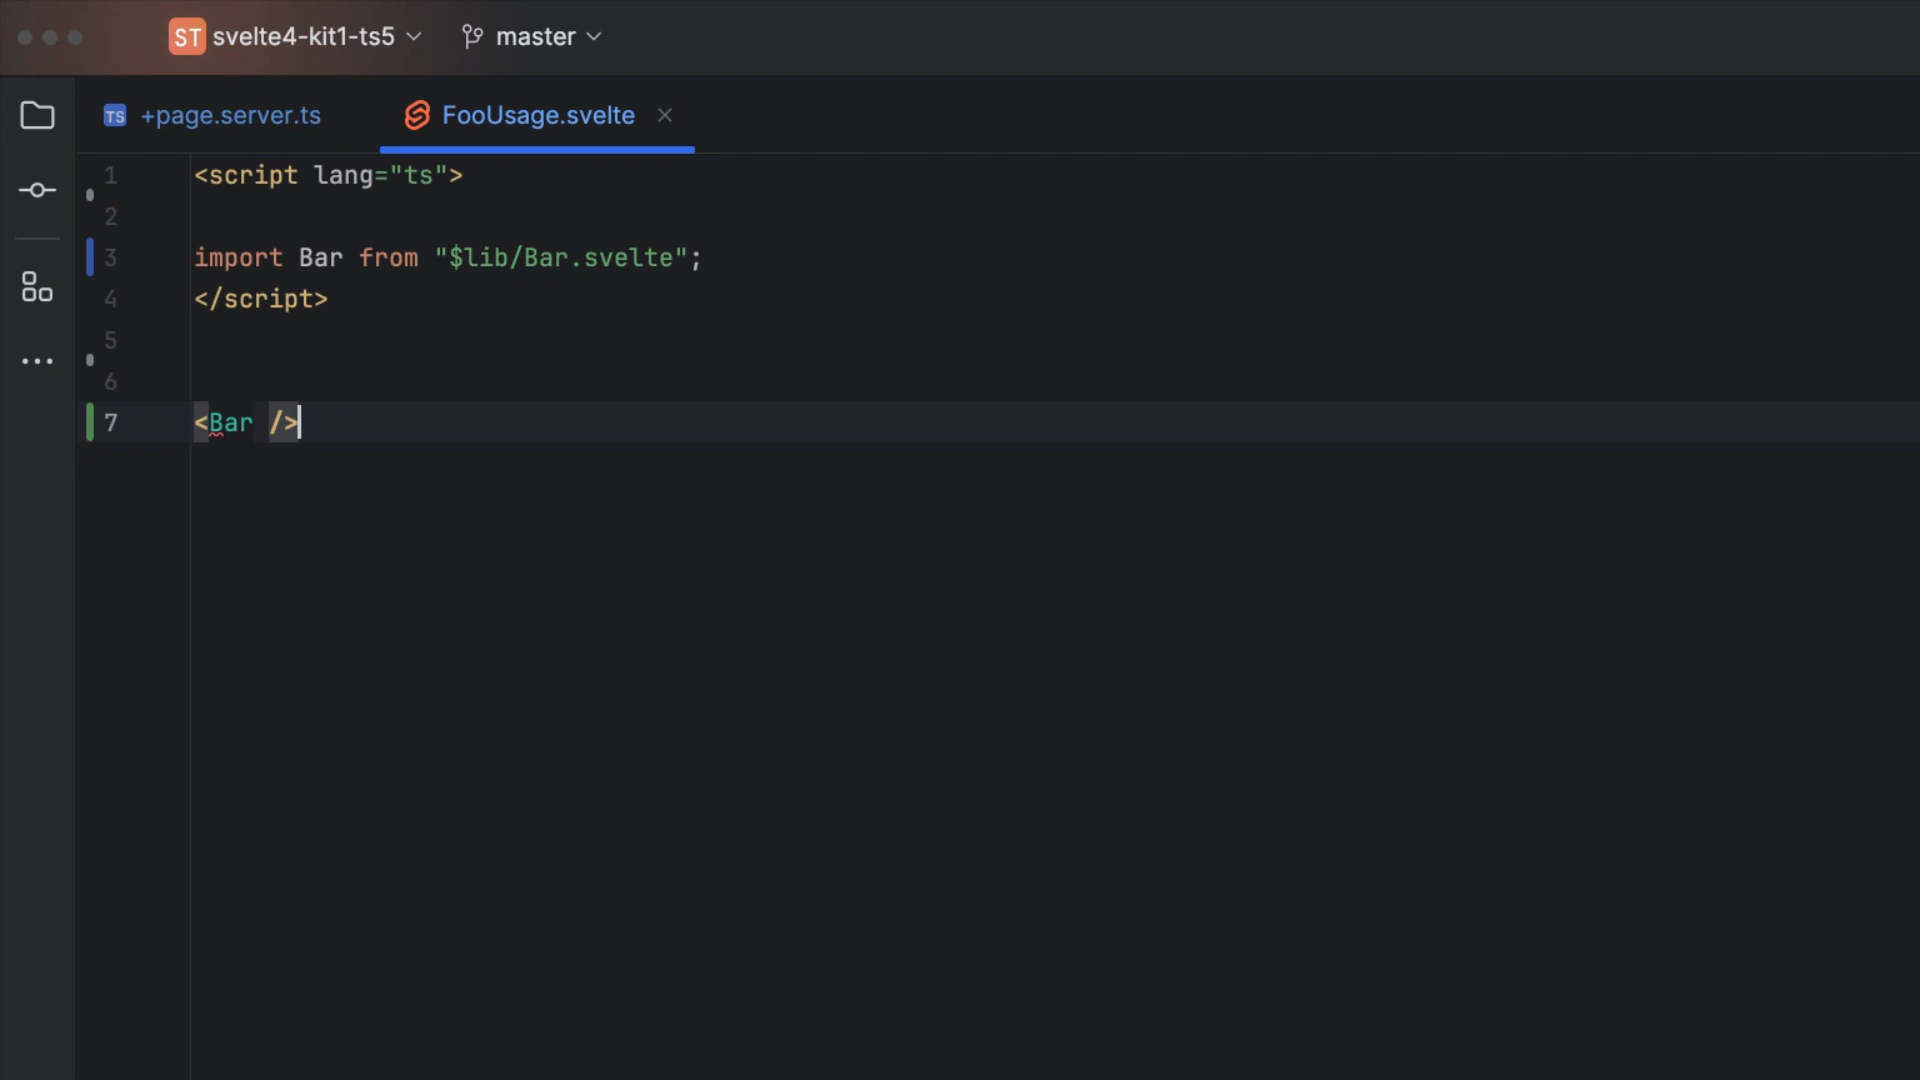 ST svelte4-kit1-ts5 master
TS +page.server.ts FooUsage.svelte
1 <script lang="ts">
2
3 import Bar from "$lib/Bar.svelte";
4 </script>
5
6
7 <Bar />